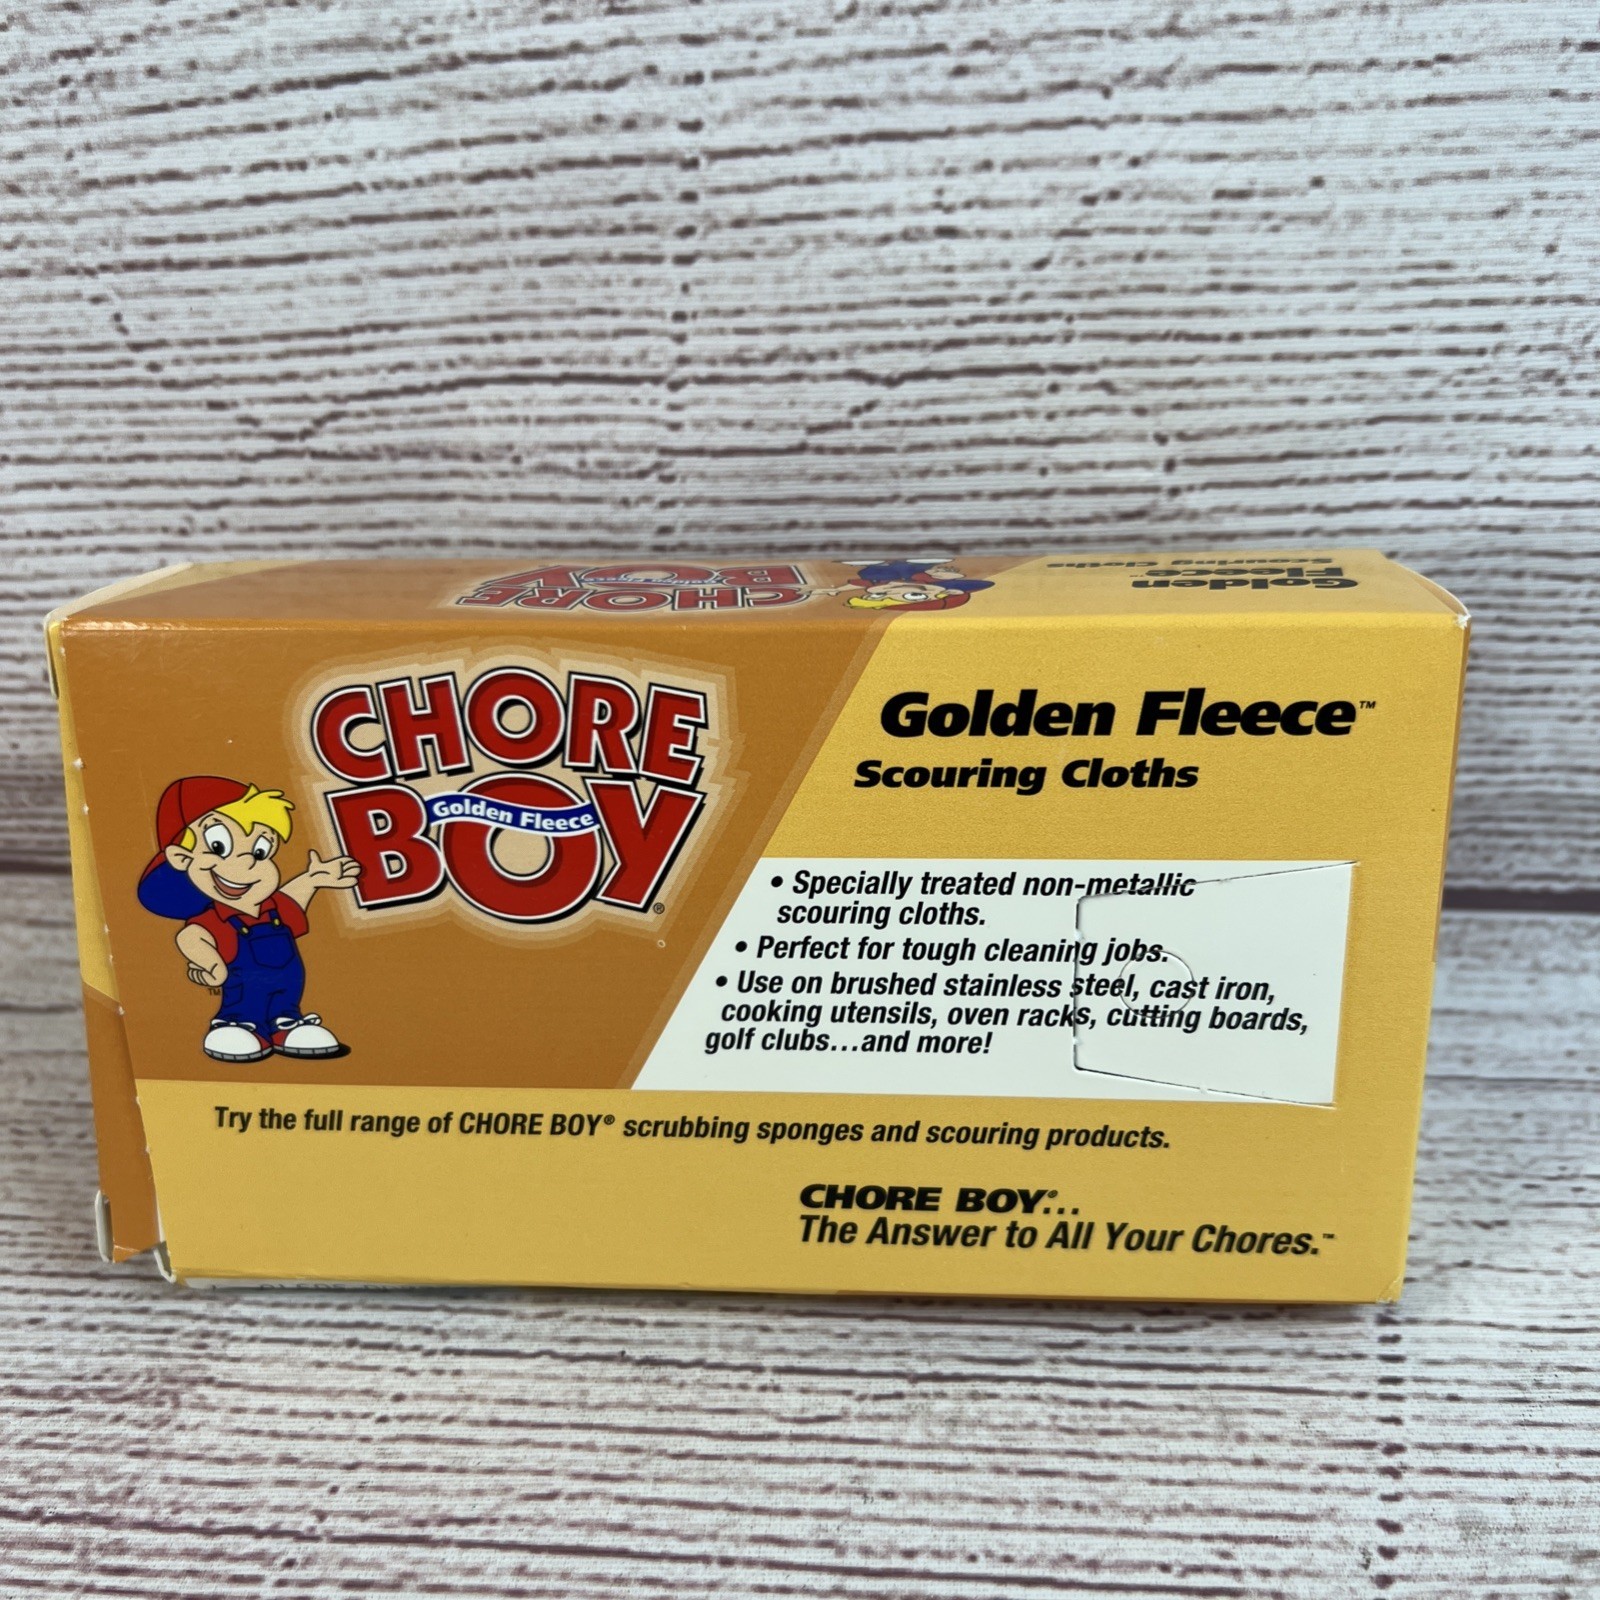 CHORE
BOY
Golden Fleece
Golden
Fleece™
Scouring Cloths
CHORE
BOY®
Golden Fleece
TM
Golden Fleece™
Scouring Cloths
• Specially treated non-metallic
scouring cloths.
• Perfect for tough cleaning jobs.
• Use on brushed stainless steel, cast iron,
cooking utensils, oven racks, cutting boards,
golf clubs...and more!
Try the full range of CHORE BOY® scrubbing sponges and scouring products.
CHORE BOY®...
The Answer to All Your Chores.™